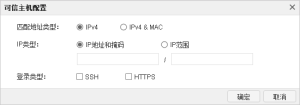 可信主机配置
匹配地址类型: IPv4 IPv4 & MAC
IP类型: IP地址和掩码 IP范围
/
登录类型: SSH HTTPS
确定 取消